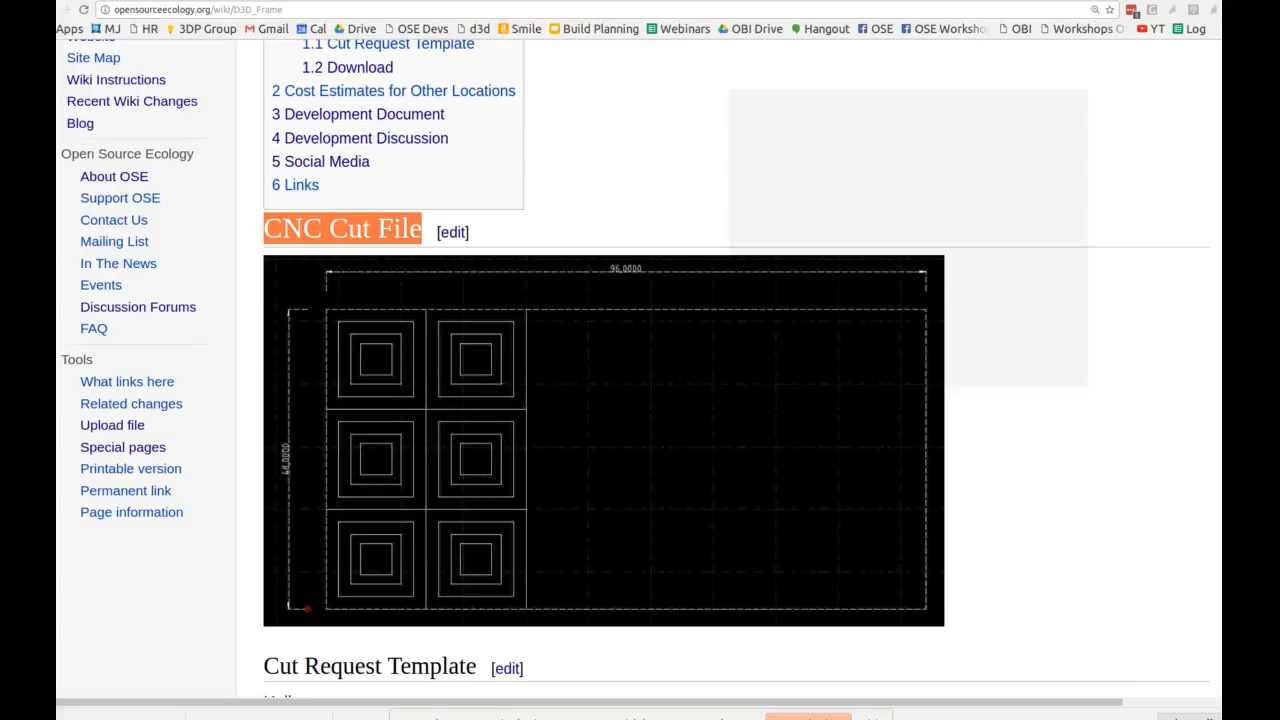 opensourceecology.org/wiki/D3D_Frame
Apps MJ HR 3DP Group Gmail Cal Drive OSE Devs d3d Smile Build Planning Webinars OBI Drive Hangout OSE OSE Worksho OBI Workshops O YT Log
1.1 Cut Request Template
1.2 Download
2 Cost Estimates for Other Locations
3 Development Document
4 Development Discussion
5 Social Media
6 Links
Site Map
Wiki Instructions
Recent Wiki Changes
Blog
Open Source Ecology
About OSE
Support OSE
Contact Us
Mailing List
In The News
Events
Discussion Forums
FAQ
Tools
What links here
Related changes
Upload file
Special pages
Printable version
Permanent link
Page information
CNC Cut File [edit]
96,0000
48,0000
Cut Request Template [edit]